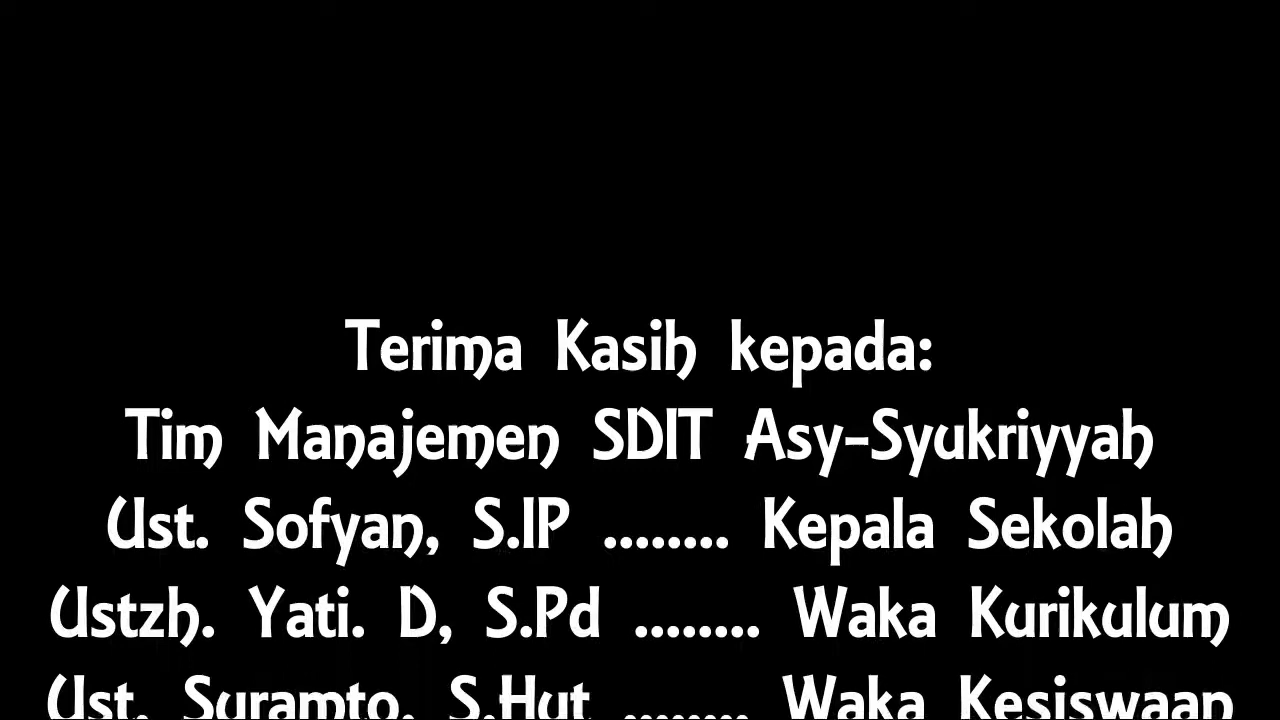 Terima Kasih kepada:
Tim Manajemen SDIT Asy-Syukriyyah
Ust. Sofyan, S.IP ........ Kepala Sekolah
Ustzh. Yati. D, S.Pd ........ Waka Kurikulum
Ust. Suramto, S.Hut ........ Waka Kesiswaan